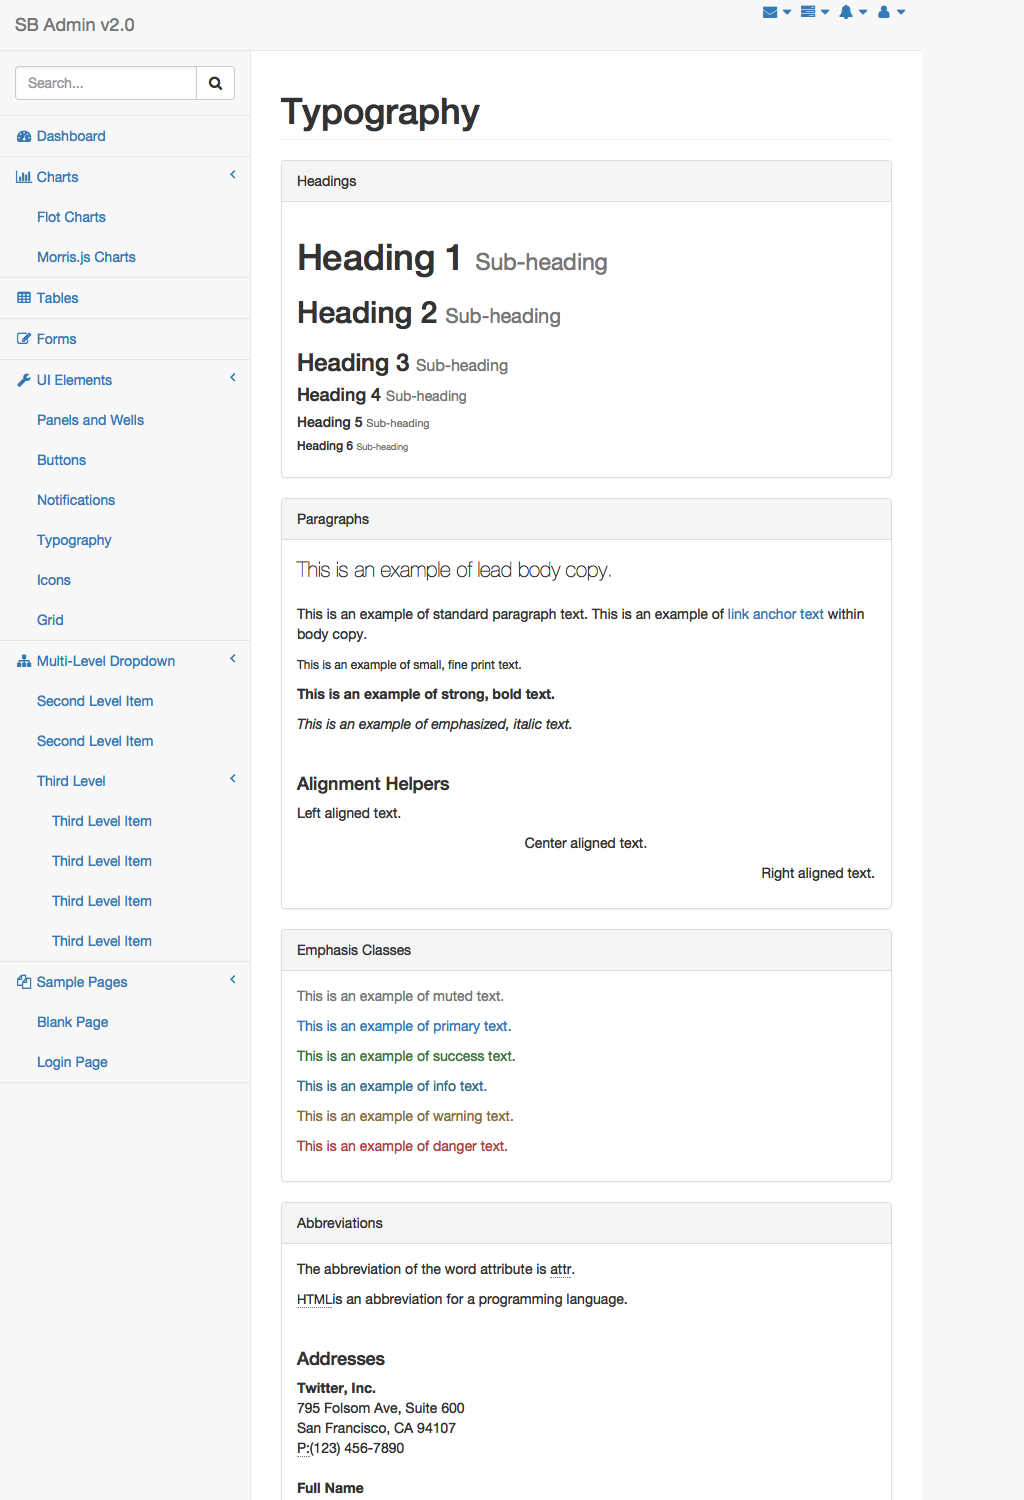 SB Admin v2.0
Search...
Dashboard
Charts
Flot Charts
Morris.js Charts
Tables
Forms
UI Elements
Panels and Wells
Buttons
Notifications
Typography
Icons
Grid
Multi-Level Dropdown
Second Level Item
Second Level Item
Third Level
Third Level Item
Third Level Item
Third Level Item
Third Level Item
Sample Pages
Blank Page
Login Page
Typography
Headings
Heading 1 Sub-heading
Heading 2 Sub-heading
Heading 3 Sub-heading
Heading 4 Sub-heading
Heading 5 Sub-heading
Heading 6 Sub-heading
Paragraphs
This is an example of lead body copy.
This is an example of standard paragraph text. This is an example of link anchor text within
body copy.
This is an example of small, fine print text.
This is an example of strong, bold text.
This is an example of emphasized, italic text.
Alignment Helpers
Left aligned text.
Center aligned text.
Right aligned text.
Emphasis Classes
This is an example of muted text.
This is an example of primary text.
This is an example of success text.
This is an example of info text.
This is an example of warning text.
This is an example of danger text.
Abbreviations
The abbreviation of the word attribute is attr.
HTMLis an abbreviation for a programming language.
Addresses
Twitter, Inc.
795 Folsom Ave, Suite 600
San Francisco, CA 94107
P:(123) 456-7890
Full Name